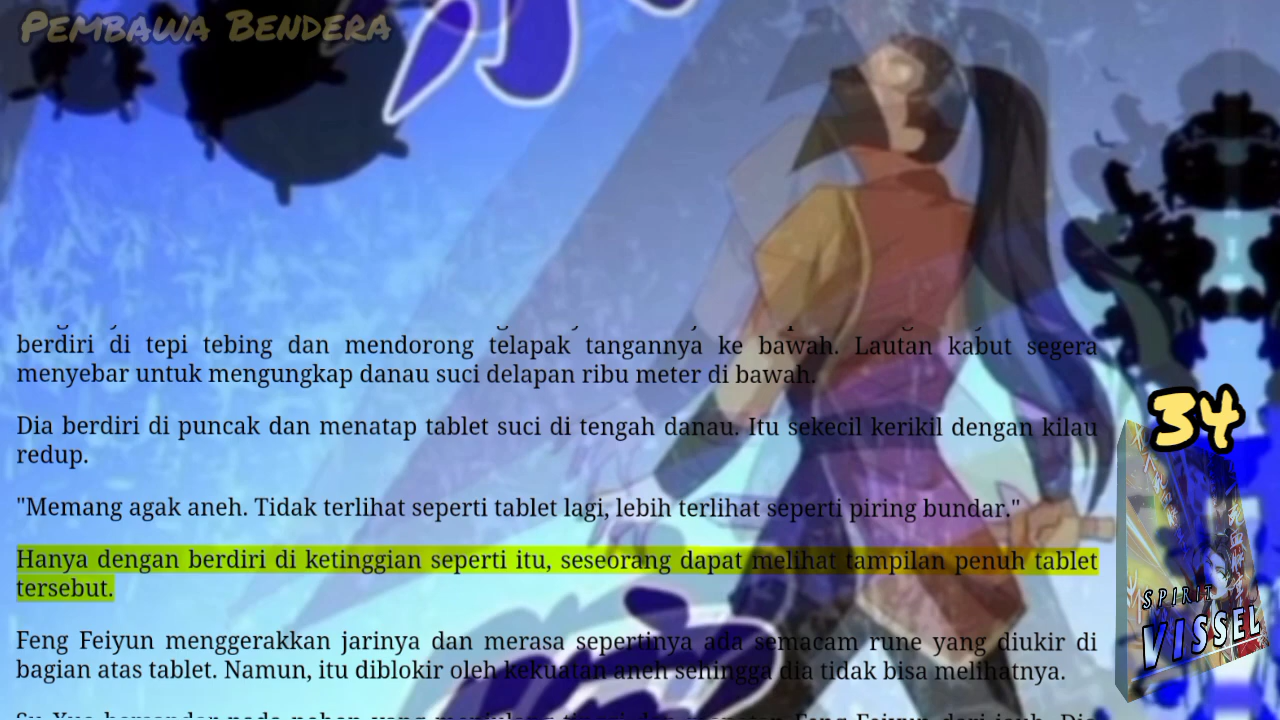 PEMBAWA BENDERA
berdiri di tepi tebing dan mendorong telapak tangannya ke bawah. Lautan kabut segera
menyebar untuk mengungkap danau suci delapan ribu meter di bawah.
Dia berdiri di puncak dan menatap tablet suci di tengah danau. Itu sekecil kerikil dengan kilau
redup.
"Memang agak aneh. Tidak terlihat seperti tablet lagi, lebih terlihat seperti piring bundar."
Hanya dengan berdiri di ketinggian seperti itu, seseorang dapat melihat tampilan penuh tablet
tersebut.
Feng Feiyun menggerakkan jarinya dan merasa sepertinya ada semacam rune yang diukir di
bagian atas tablet. Namun, itu diblokir oleh kekuatan aneh sehingga dia tidak bisa melihatnya.
34
SPIRIT
VISSEL